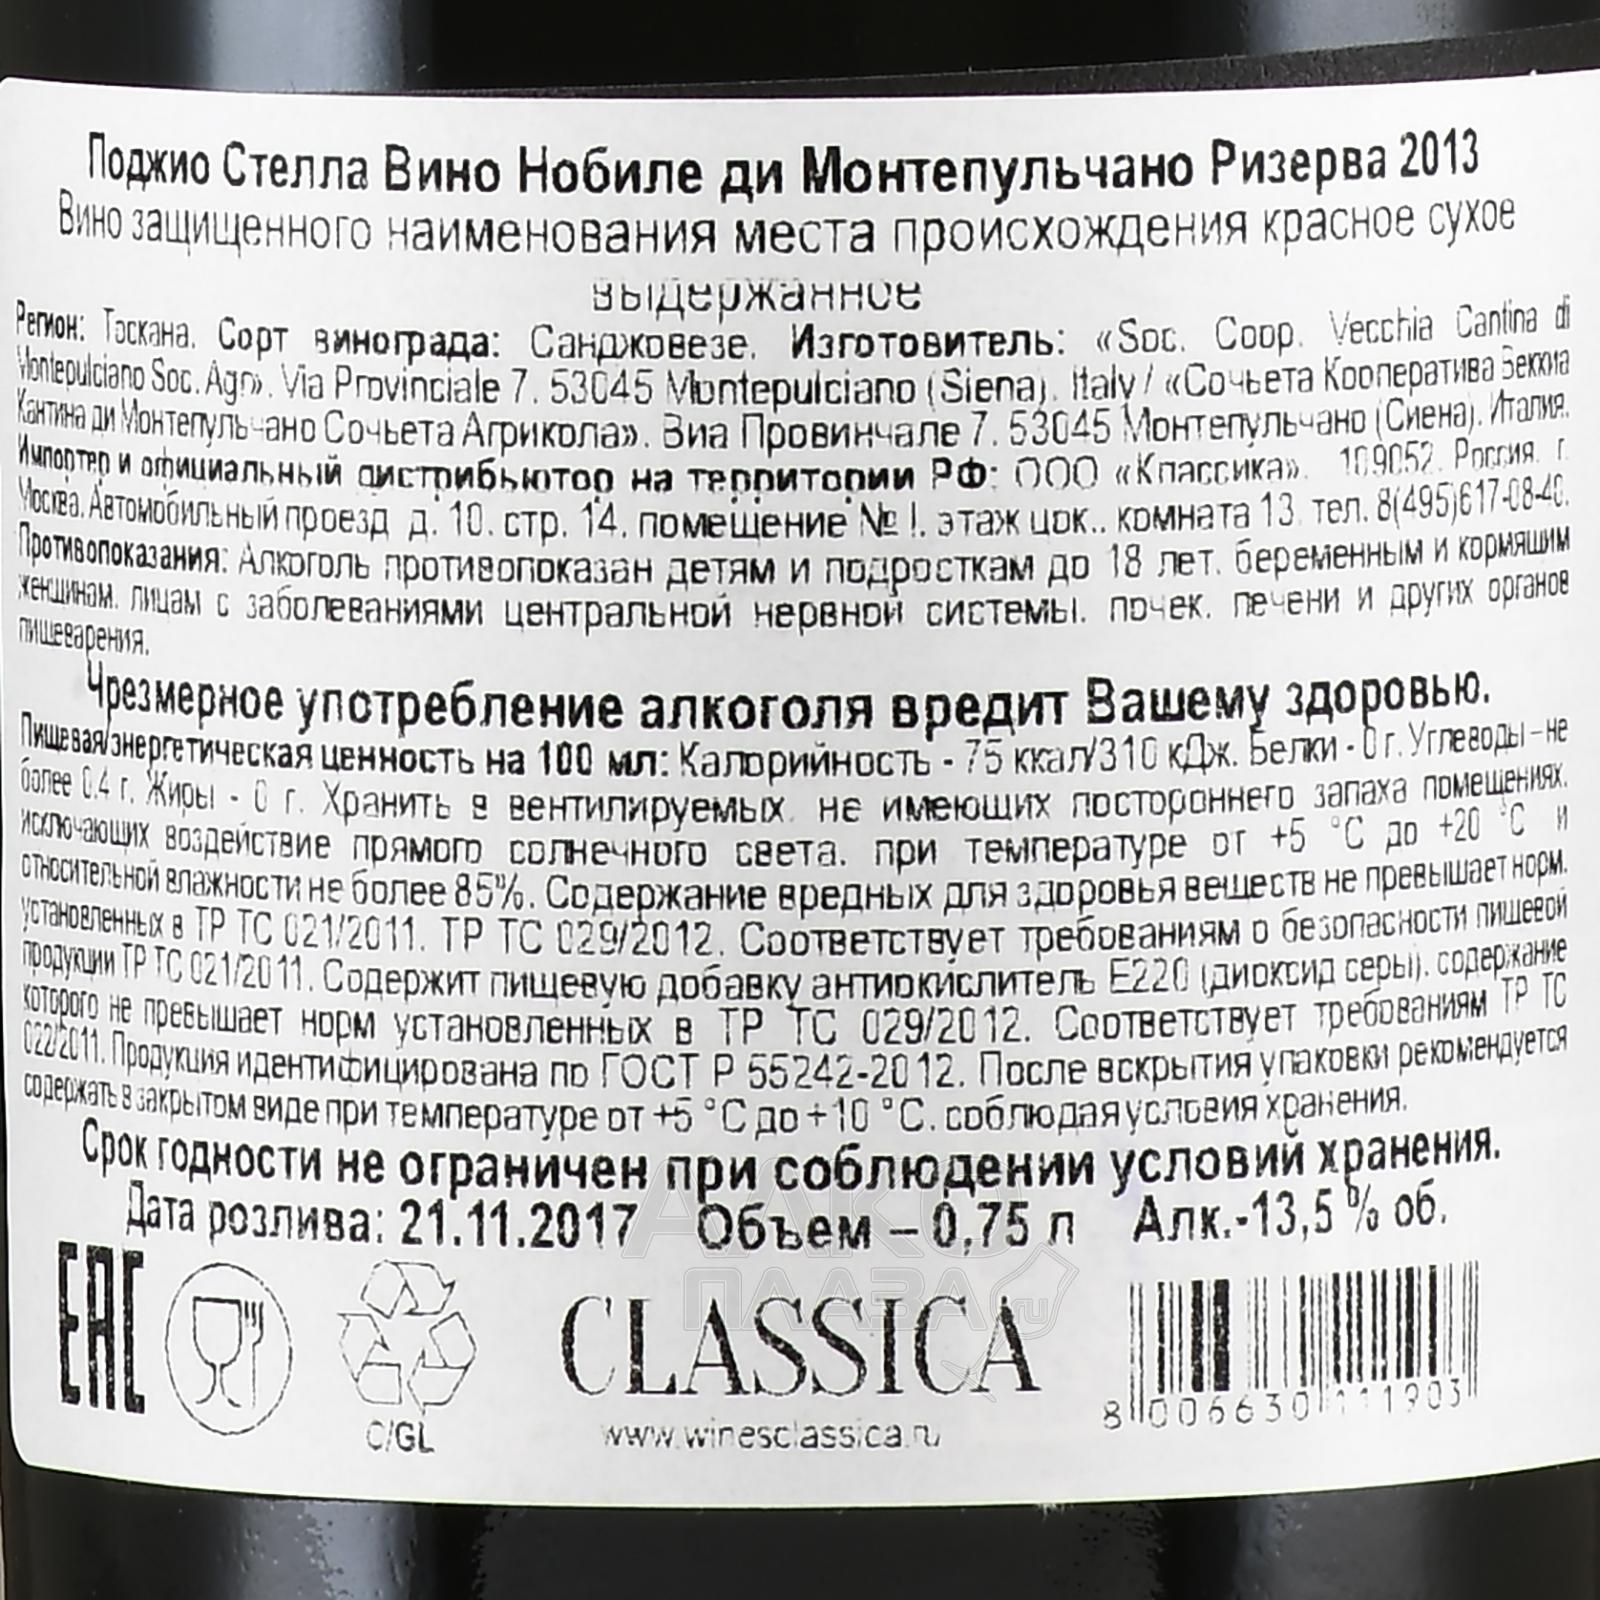 Поджио Стелла Вино Нобиле ди Монтепульчано Ризерва 2013
Вино защищенного наименования места происхождения красное сухое
выдержанное
Регион: Тоскана. Сорт винограда: Санджовезе. Изготовитель: «Soc. Coop. Vecchia Cantina di
Montepulciano Soc. Agr». Via Provinciale 7. 53045 Montepulciano (Siena). Italy / «Сочьета Кооператива Веккиа
Кантина ди Монтепульчано Сочьета Агрикола». Виа Провинчале 7. 53045 Монтепульчано (Сиена). Италия.
Импортер и официальный дистрибьютор на территории РФ: ООО «Классика». 109052. Россия. г.
Москва. Автомобильный проезд д. 10. стр. 14. помещение № I. этаж цок.. комната 13. тел. 8(495)617-08-40.
Противопоказания: Алкоголь противопоказан детям и подросткам до 18 лет. беременным и кормящим
женщинам. лицам с заболеваниями центральной нервной системы. почек. печени и других органов
пищеварения.
Чрезмерное употребление алкоголя вредит Вашему здоровью.
Пищевая/энергетическая ценность на 100 мл: Калорийность - 75 ккал/310 кДж. Белки - 0 г. Углеводы – не
более 0.4 г. Жиры - 0 г. Хранить в вентилируемых. не имеющих постороннего запаха помещениях.
исключающих воздействие прямого солнечного света. при температуре от +5 °C до +20 °C и
относительной влажности не более 85%. Содержание вредных для здоровья веществ не превышает норм.
установленных в ТР ТС 021/2011. ТР ТС 029/2012. Соответствует требованиям о безопасности пищевой
продукции ТР ТС 021/2011. Содержит пищевую добавку антиокислитель Е220 (диоксид серы). содержание
которого не превышает норм установленных в ТР ТС 029/2012. Соответствует требованиям ТР ТС
022/2011. Продукция идентифицирована по ГОСТ Р 55242-2012. После вскрытия упаковки рекомендуется
содержать в закрытом виде при температуре от +5 °C до +10 °C. соблюдая условия хранения.
Срок годности не ограничен при соблюдении условий хранения.
Дата розлива: 21.11.2017 Объем – 0,75 л Алк.-13,5 % об.
АЛКО
ПЛАЗА.ru
EAC
C/GL
CLASSICA
www.winesclassica.ru
8 006630 111903